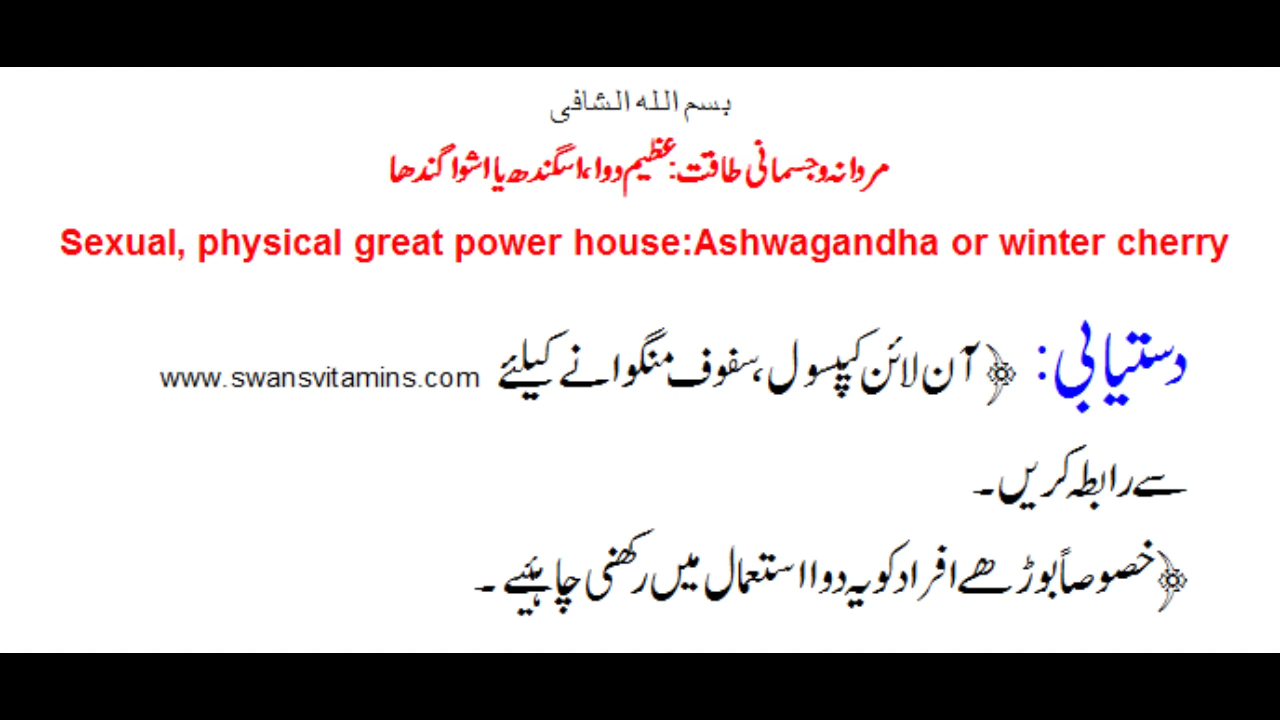 بسم اللہ الشافی
مردانہ وجسمانی طاقت:عظیم دوا،اسگندھ یا اشواگندھا
Sexual, physical great power house:Ashwagandha or winter cherry
دستیابی: ﴿آن لائن کیپسول،سفوف منگوانے کیلئے www.swansvitamins.com
سے رابطہ کریں۔
﴿خصوصاً بوڑھے افراد کو یہ دوا استعمال میں رکھنی چاہئیے۔